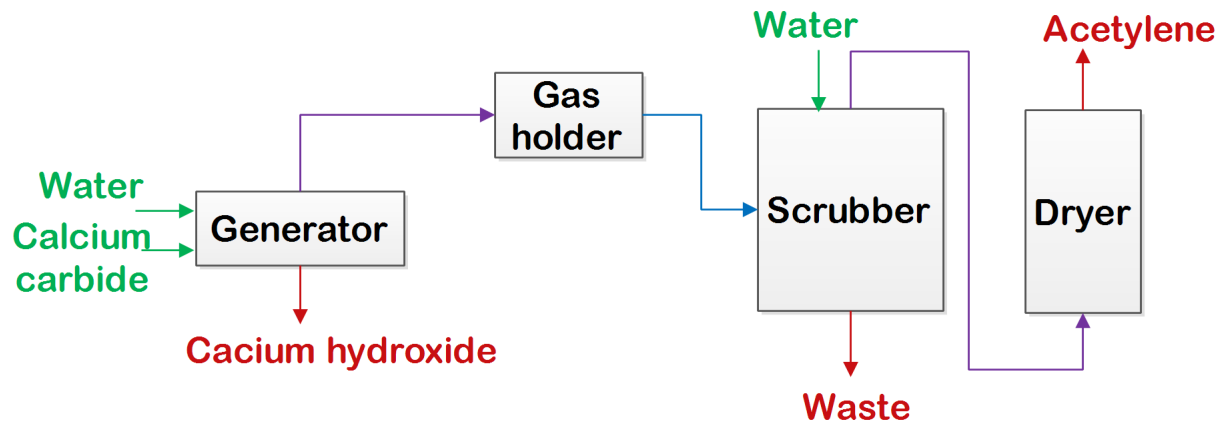 Water
Acetylene
Gas
holder
Water
Calcium
carbide
Generator
Scrubber
Dryer
Cacium hydroxide
Waste